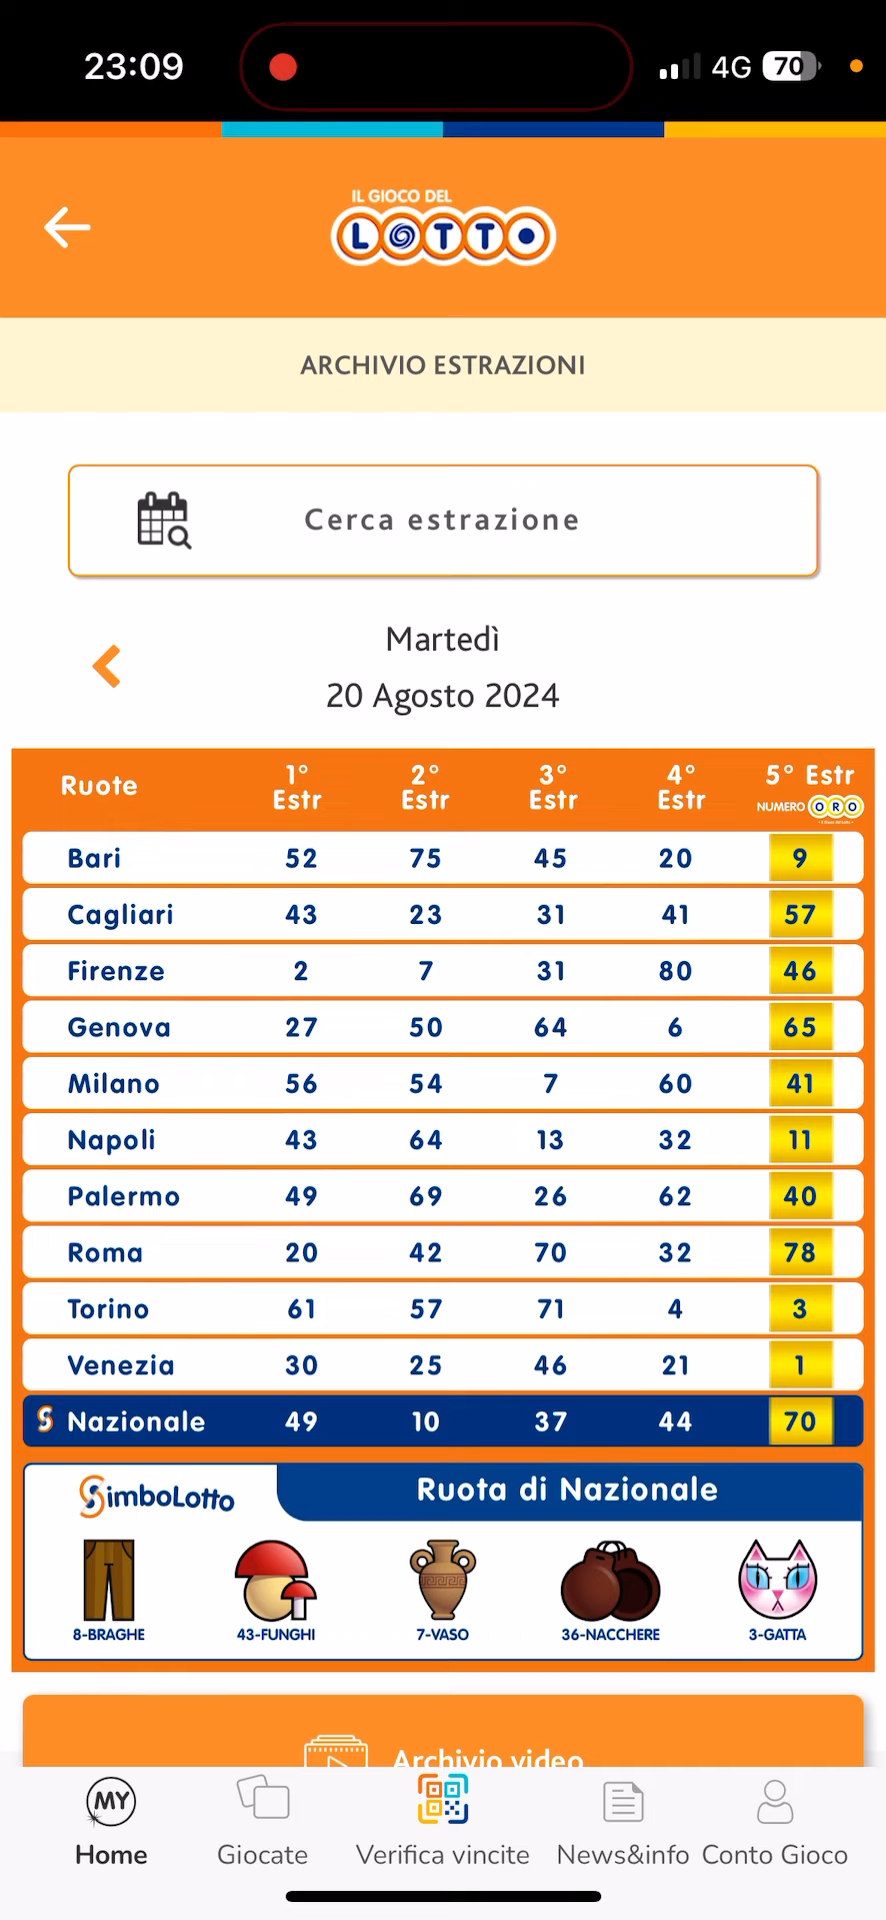 23:09 4G 70
IL GIOCO DEL
LOTTO
ARCHIVIO ESTRAZIONI
Cerca estrazione
Martedì
20 Agosto 2024
Ruote 1° Estr 2° Estr 3° Estr 4° Estr 5° Estr
NUMERO ORO
Bari 52 75 45 20 9
Cagliari 43 23 31 41 57
Firenze 2 7 31 80 46
Genova 27 50 64 6 65
Milano 56 54 7 60 41
Napoli 43 64 13 32 11
Palermo 49 69 26 62 40
Roma 20 42 70 32 78
Torino 61 57 71 4 3
Venezia 30 25 46 21 1
S Nazionale 49 10 37 44 70
SimboLotto Ruota di Nazionale
8-BRAGHE 43-FUNGHI 7-VASO 36-NACCHERE 3-GATTA
Archivio video
MY
Home Giocate Verifica vincite News&info Conto Gioco